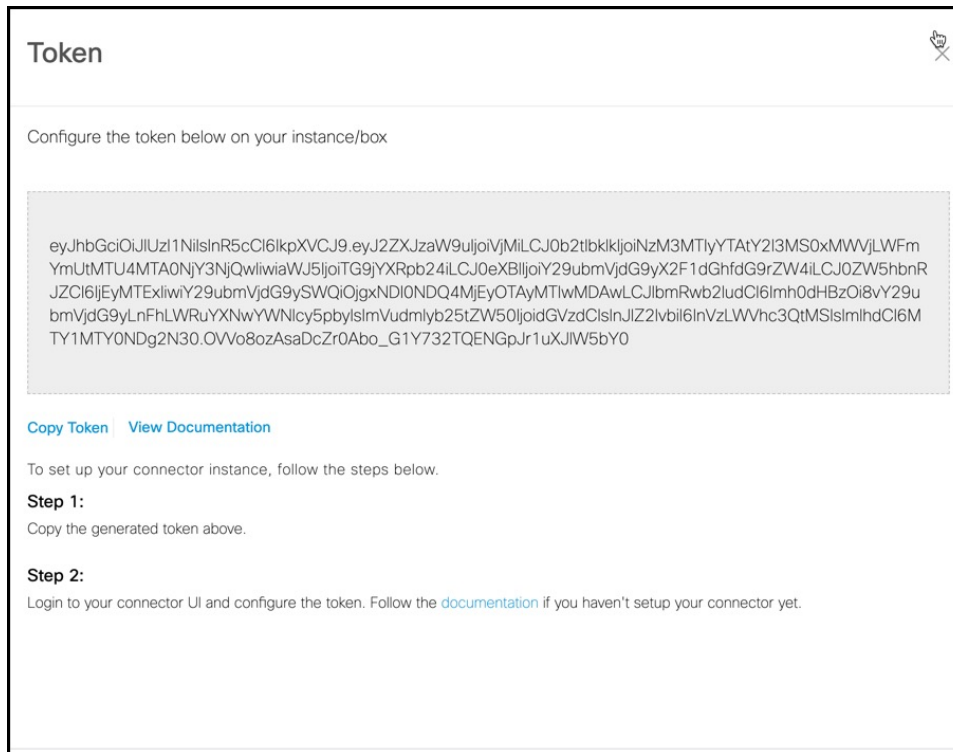 Token
Configure the token below on your instance/box
eyJhbGciOiJIUzI1NiIsInR5cCI6IkpXVCJ9.eyJ2ZXJzaW9uIjoiVjMiLCJ0b2tlbklkIjoiNzM3MTIyYTAtY2I3MS0xMWVjLWFm
YmUtMTU4MTA0NjY3NjQwIiwiaWJ5IjoiTG9jYXRpb24iLCJ0eXBlIjoiY29ubmVjdG9yX2F1dGhfdG9rZW4iLCJ0ZW5hbnR
JZCI6IjEyMTExIiwiY29ubmVjdG9ySWQiOjgxNDI0NDQ4MjEyOTAyMTIwMDAwLCJlbmRwb2ludCI6Imh0dHBzOi8vY29u
bmVjdG9yLnFhLWRuYXNwYWNlcy5pbyIsImVudmlyb25tZW50IjoidGVzdCIsInJlZ2lvbiI6InVzLWVhc3QtMSIsImlhdCI6M
TY1MTY0NDg2N30.OVVo8ozAsaDcZr0Abo_G1Y732TQENGpJr1uXJlW5bY0
Copy Token View Documentation
To set up your connector instance, follow the steps below.
Step 1:
Copy the generated token above.
Step 2:
Login to your connector UI and configure the token. Follow the documentation if you haven't setup your connector yet.